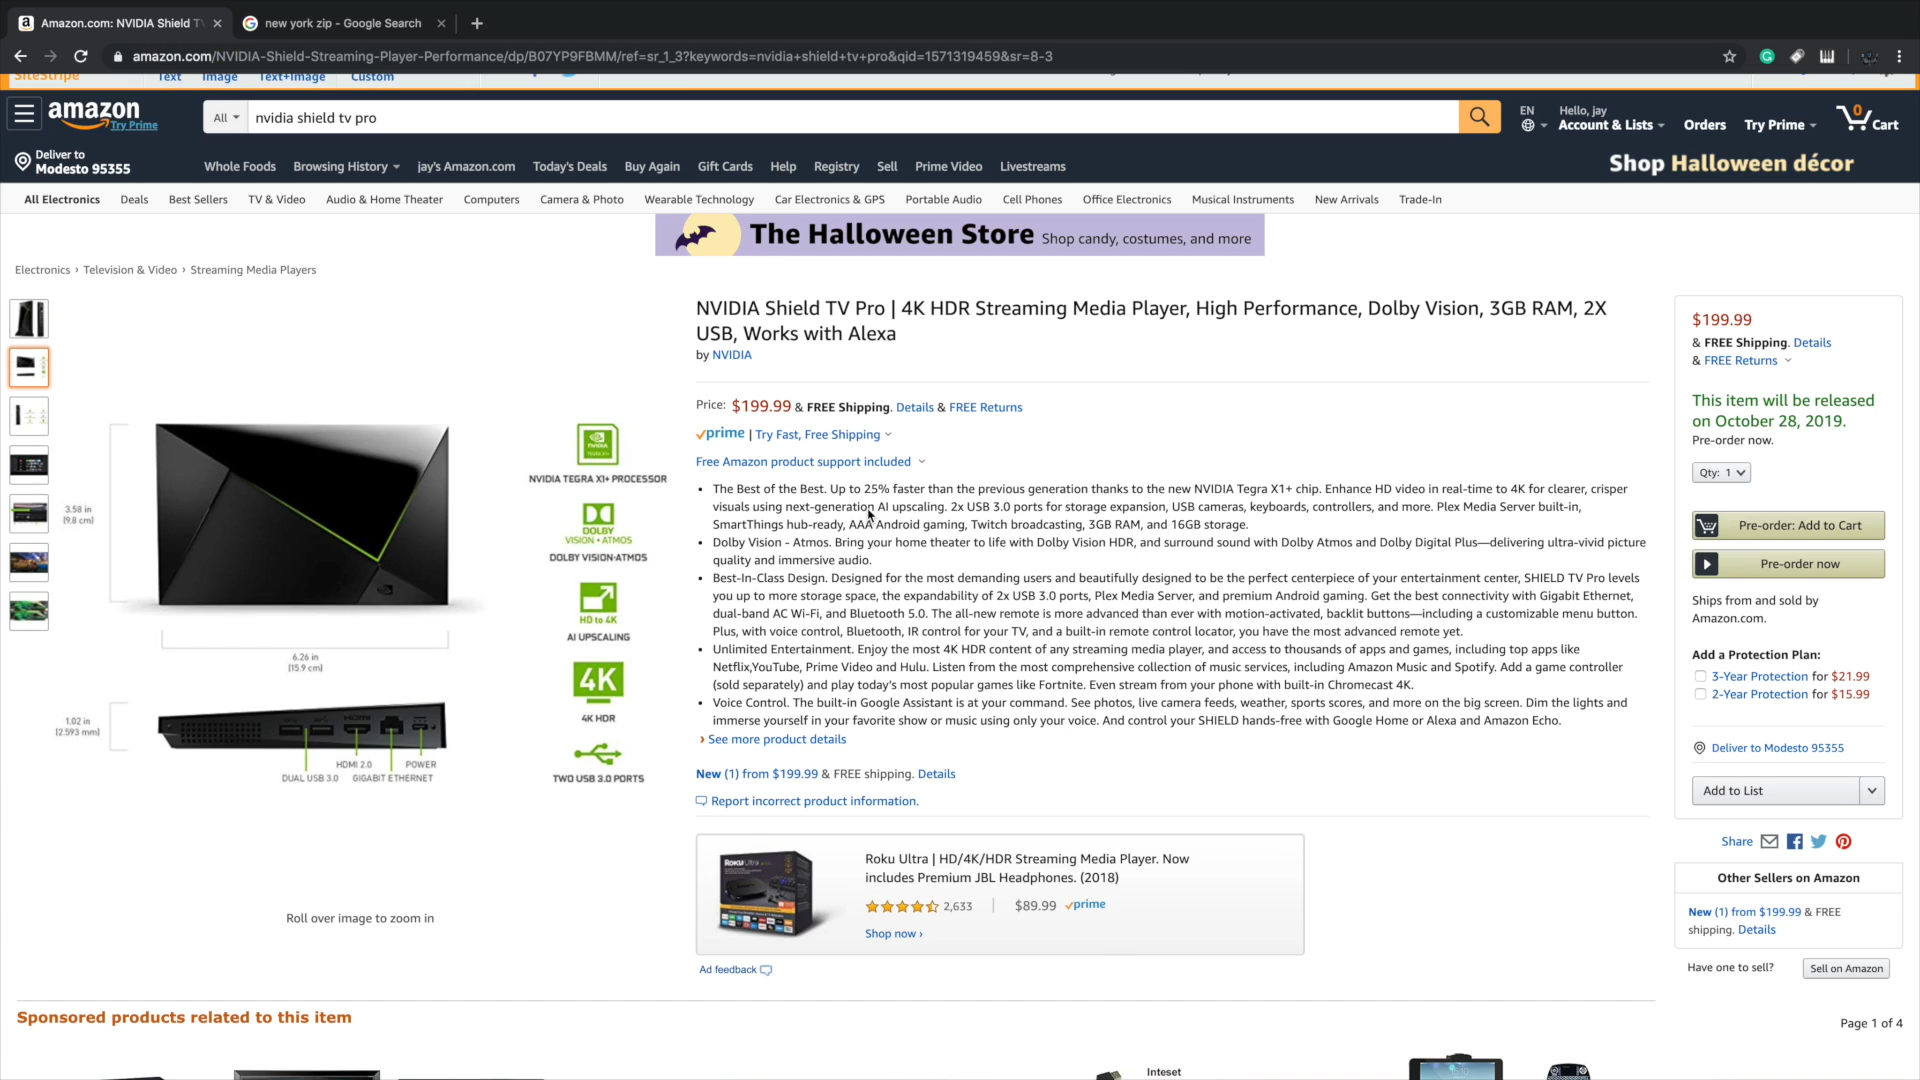 Amazon.com: NVIDIA Shield T
new york zip - Google Search
amazon.com/NVIDIA-Shield-Streaming-Player-Performance/dp/B07YP9FBMM/ref=sr_1_3?keywords=nvidia+shield+tv+pro&qid=1571319459&sr=8-3
SiteStripe Text Image Text+Image Custom
amazon
Try Prime
All
nvidia shield tv pro
EN
Hello, jay
Account & Lists
Orders
Try Prime
0
Cart
Deliver to
Modesto 95355
Whole Foods Browsing History jay's Amazon.com Today's Deals Buy Again Gift Cards Help Registry Sell Prime Video Livestreams
Shop Halloween décor
All Electronics Deals Best Sellers TV & Video Audio & Home Theater Computers Camera & Photo Wearable Technology Car Electronics & GPS Portable Audio Cell Phones Office Electronics Musical Instruments New Arrivals Trade-In
The Halloween Store Shop candy, costumes, and more
Electronics › Television & Video › Streaming Media Players
3.58 in
(9.8 cm)
6.26 in
(15.9 cm)
1.02 in
(2.593 mm)
HDMI 2.0 POWER
DUAL USB 3.0 GIGABIT ETHERNET
NVIDIA TEGRA X1+ PROCESSOR
DOLBY
VISION·ATMOS
DOLBY VISION·ATMOS
HD to 4K
AI UPSCALING
4K
4K HDR
TWO USB 3.0 PORTS
Roll over image to zoom in
NVIDIA Shield TV Pro | 4K HDR Streaming Media Player, High Performance, Dolby Vision, 3GB RAM, 2X
USB, Works with Alexa
by NVIDIA
Price: $199.99 & FREE Shipping. Details & FREE Returns
prime | Try Fast, Free Shipping
Free Amazon product support included
• The Best of the Best. Up to 25% faster than the previous generation thanks to the new NVIDIA Tegra X1+ chip. Enhance HD video in real-time to 4K for clearer, crisper
visuals using next-generation AI upscaling. 2x USB 3.0 ports for storage expansion, USB cameras, keyboards, controllers, and more. Plex Media Server built-in,
SmartThings hub-ready, AAA Android gaming, Twitch broadcasting, 3GB RAM, and 16GB storage.
• Dolby Vision - Atmos. Bring your home theater to life with Dolby Vision HDR, and surround sound with Dolby Atmos and Dolby Digital Plus—delivering ultra-vivid picture
quality and immersive audio.
• Best-In-Class Design. Designed for the most demanding users and beautifully designed to be the perfect centerpiece of your entertainment center, SHIELD TV Pro levels
you up to more storage space, the expandability of 2x USB 3.0 ports, Plex Media Server, and premium Android gaming. Get the best connectivity with Gigabit Ethernet,
dual-band AC Wi-Fi, and Bluetooth 5.0. The all-new remote is more advanced than ever with motion-activated, backlit buttons—including a customizable menu button.
Plus, with voice control, Bluetooth, IR control for your TV, and a built-in remote control locator, you have the most advanced remote yet.
• Unlimited Entertainment. Enjoy the most 4K HDR content of any streaming media player, and access to thousands of apps and games, including top apps like
Netflix,YouTube, Prime Video and Hulu. Listen from the most comprehensive collection of music services, including Amazon Music and Spotify. Add a game controller
(sold separately) and play today's most popular games like Fortnite. Even stream from your phone with built-in Chromecast 4K.
• Voice Control. The built-in Google Assistant is at your command. See photos, live camera feeds, weather, sports scores, and more on the big screen. Dim the lights and
immerse yourself in your favorite show or music using only your voice. And control your SHIELD hands-free with Google Home or Alexa and Amazon Echo.
› See more product details
New (1) from $199.99 & FREE shipping. Details
Report incorrect product information.
Roku Ultra | HD/4K/HDR Streaming Media Player. Now
includes Premium JBL Headphones. (2018)
2,633 | $89.99 prime
Shop now ›
Ad feedback
$199.99
& FREE Shipping. Details
& FREE Returns
This item will be released
on October 28, 2019.
Pre-order now.
Qty: 1
Pre-order: Add to Cart
Pre-order now
Ships from and sold by
Amazon.com.
Add a Protection Plan:
3-Year Protection for $21.99
2-Year Protection for $15.99
Deliver to Modesto 95355
Add to List
Share
Other Sellers on Amazon
New (1) from $199.99 & FREE
shipping. Details
Have one to sell? Sell on Amazon
Sponsored products related to this item
Page 1 of 4
Inteset